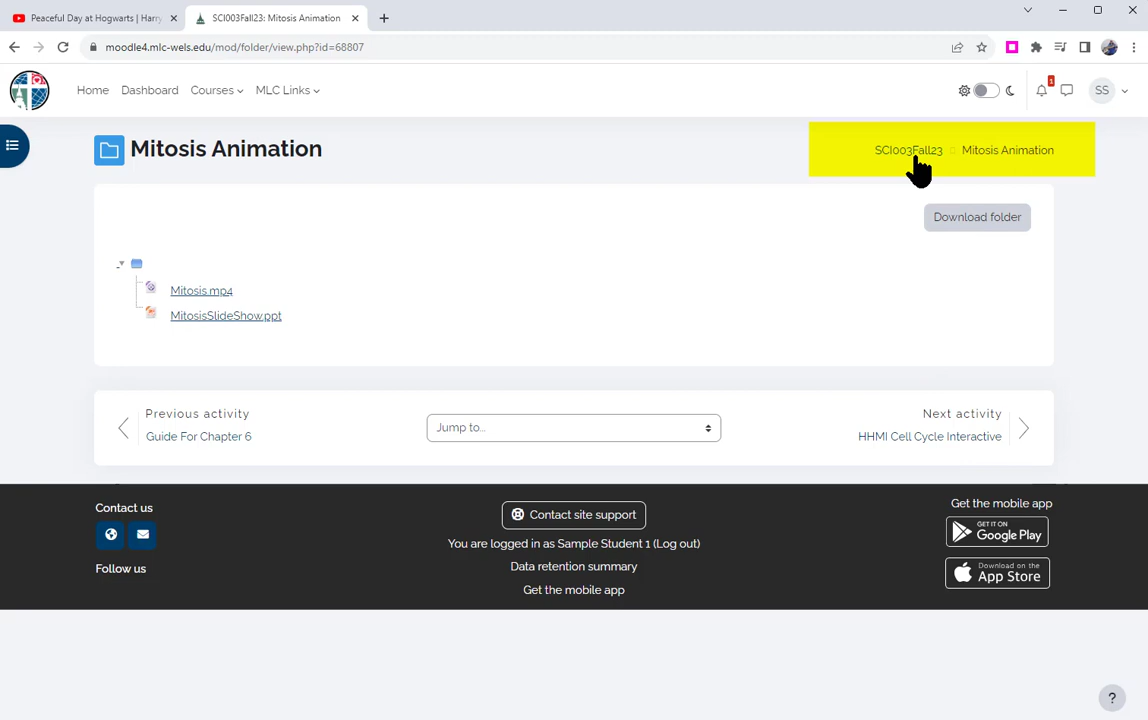 Peaceful Day at Hogwarts | Harry
SCI003Fall23: Mitosis Animation
moodle4.mlc-wels.edu/mod/folder/view.php?id=68807
Home
Dashboard
Courses
MLC Links
1
SS
Mitosis Animation
SCI003Fall23
Mitosis Animation
Download folder
Mitosis.mp4
MitosisSlideShow.ppt
Previous activity
Guide For Chapter 6
Jump to...
Next activity
HHMI Cell Cycle Interactive
Contact us
Follow us
Contact site support
You are logged in as Sample Student 1 (Log out)
Data retention summary
Get the mobile app
Get the mobile app
GET IT ON
Google Play
Download on the
App Store
?